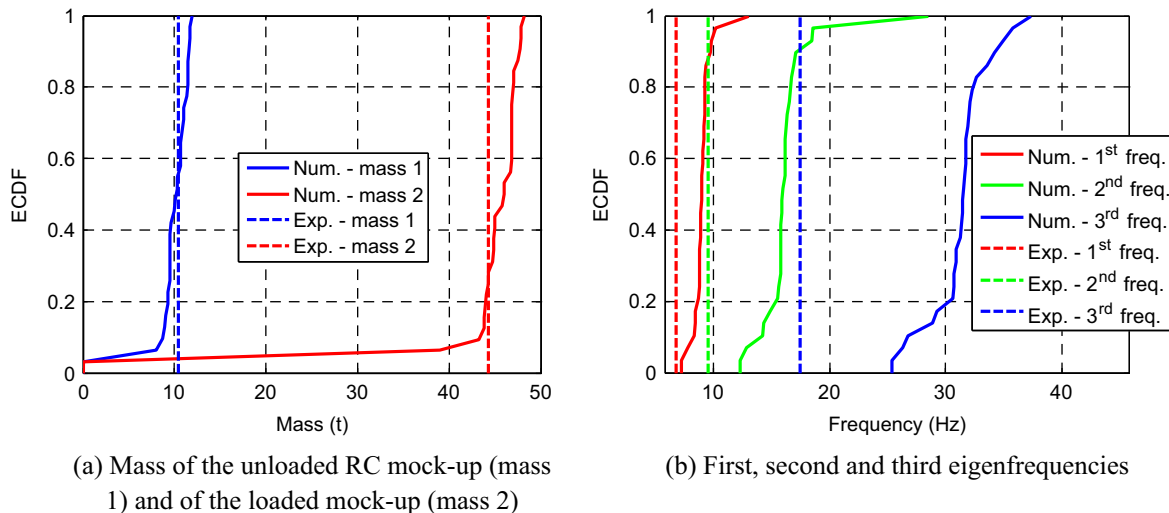 1
0.8
0.6
0.4
0.2
0
ECDF
0 10 20 30 40 50
Mass (t)
Num. - mass 1
Num. - mass 2
Exp. - mass 1
Exp. - mass 2
(a) Mass of the unloaded RC mock-up (mass
1) and of the loaded mock-up (mass 2)
1
0.8
0.6
0.4
0.2
0
ECDF
10 20 30 40
Frequency (Hz)
Num. - 1st freq.
Num. - 2nd freq.
Num. - 3rd freq.
Exp. - 1st freq.
Exp. - 2nd freq.
Exp. - 3rd freq.
(b) First, second and third eigenfrequencies